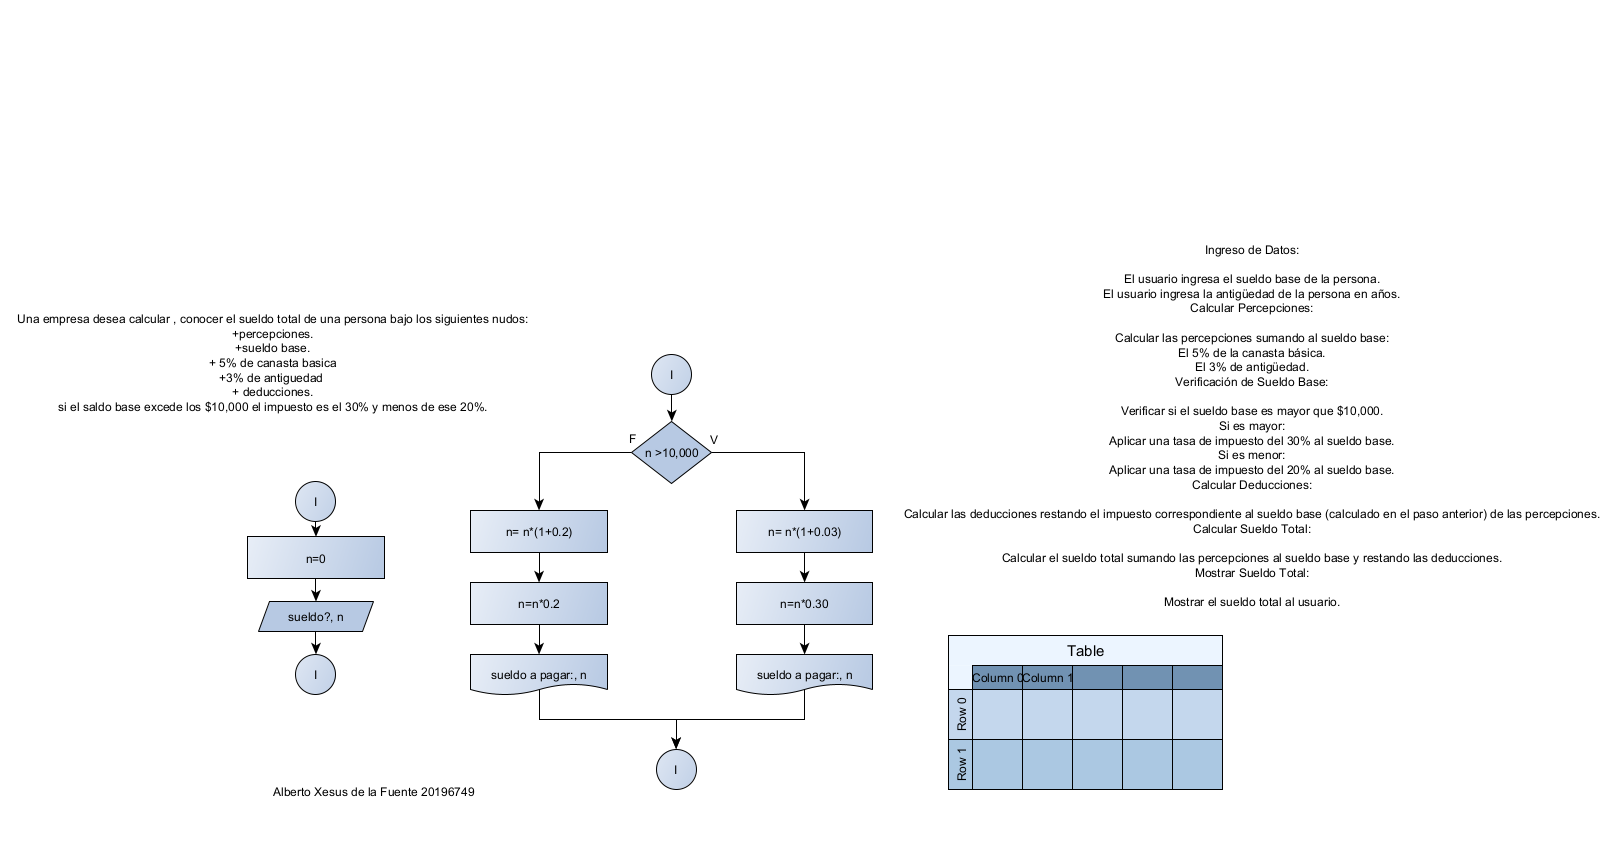 Una empresa desea calcular , conocer el sueldo total de una persona bajo los siguientes nudos:
+percepciones.
+sueldo base.
+ 5% de canasta basica
+3% de antiguedad
+ deducciones.
si el saldo base excede los $10,000 el impuesto es el 30% y menos de ese 20%.
I
n=0
sueldo?, n
I
I
n >10,000
F
V
n= n*(1+0.2)
n= n*(1+0.03)
n=n*0.2
n=n*0.30
sueldo a pagar:, n
sueldo a pagar:, n
I
Alberto Xesus de la Fuente 20196749
Ingreso de Datos:
El usuario ingresa el sueldo base de la persona.
El usuario ingresa la antigüedad de la persona en años.
Calcular Percepciones:
Calcular las percepciones sumando al sueldo base:
El 5% de la canasta básica.
El 3% de antigüedad.
Verificación de Sueldo Base:
Verificar si el sueldo base es mayor que $10,000.
Si es mayor:
Aplicar una tasa de impuesto del 30% al sueldo base.
Si es menor:
Aplicar una tasa de impuesto del 20% al sueldo base.
Calcular Deducciones:
Calcular las deducciones restando el impuesto correspondiente al sueldo base (calculado en el paso anterior) de las percepciones.
Calcular Sueldo Total:
Calcular el sueldo total sumando las percepciones al sueldo base y restando las deducciones.
Mostrar Sueldo Total:
Mostrar el sueldo total al usuario.
Table
Column 0
Column 1
Row 0
Row 1